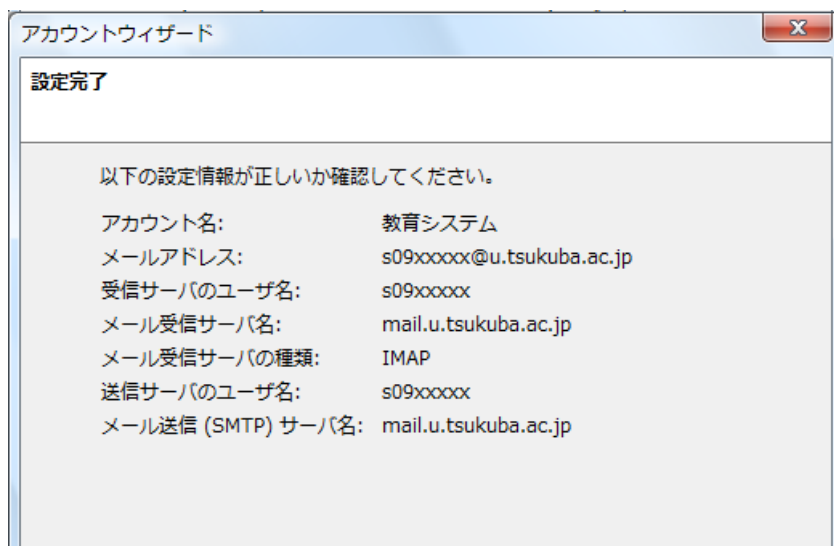 アカウントウィザード
設定完了
以下の設定情報が正しいか確認してください。
アカウント名: 教育システム
メールアドレス: s09xxxxx@u.tsukuba.ac.jp
受信サーバのユーザ名: s09xxxxx
メール受信サーバ名: mail.u.tsukuba.ac.jp
メール受信サーバの種類: IMAP
送信サーバのユーザ名: s09xxxxx
メール送信 (SMTP) サーバ名: mail.u.tsukuba.ac.jp